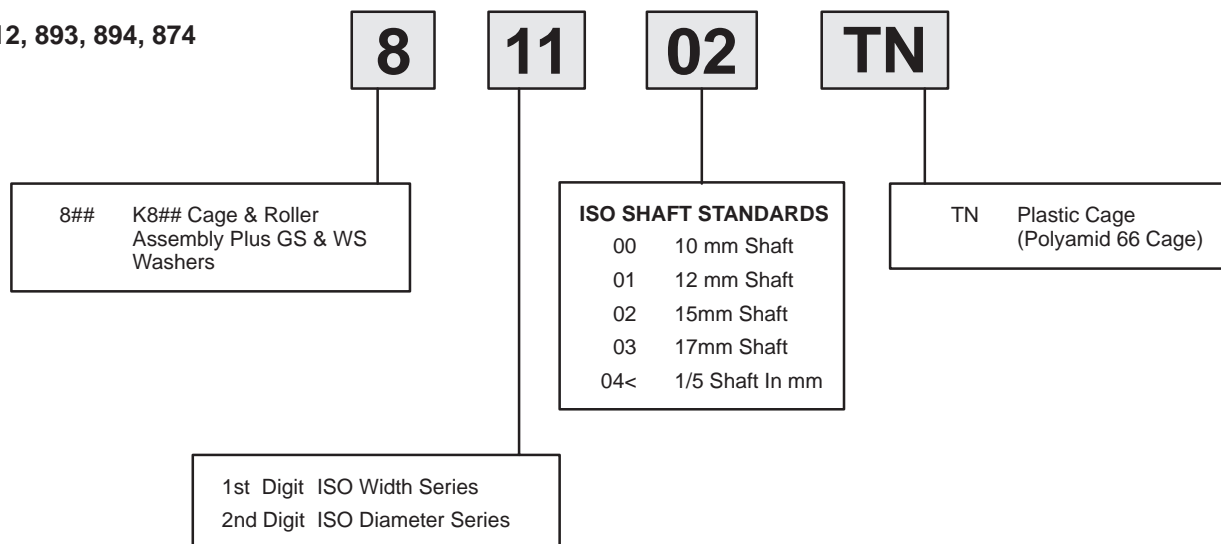 12, 893, 894, 874
8 11 02 TN
8## K8## Cage & Roller
Assembly Plus GS & WS
Washers
ISO SHAFT STANDARDS
00 10 mm Shaft
01 12 mm Shaft
02 15mm Shaft
03 17mm Shaft
04< 1/5 Shaft In mm
TN Plastic Cage
(Polyamid 66 Cage)
1st Digit ISO Width Series
2nd Digit ISO Diameter Series